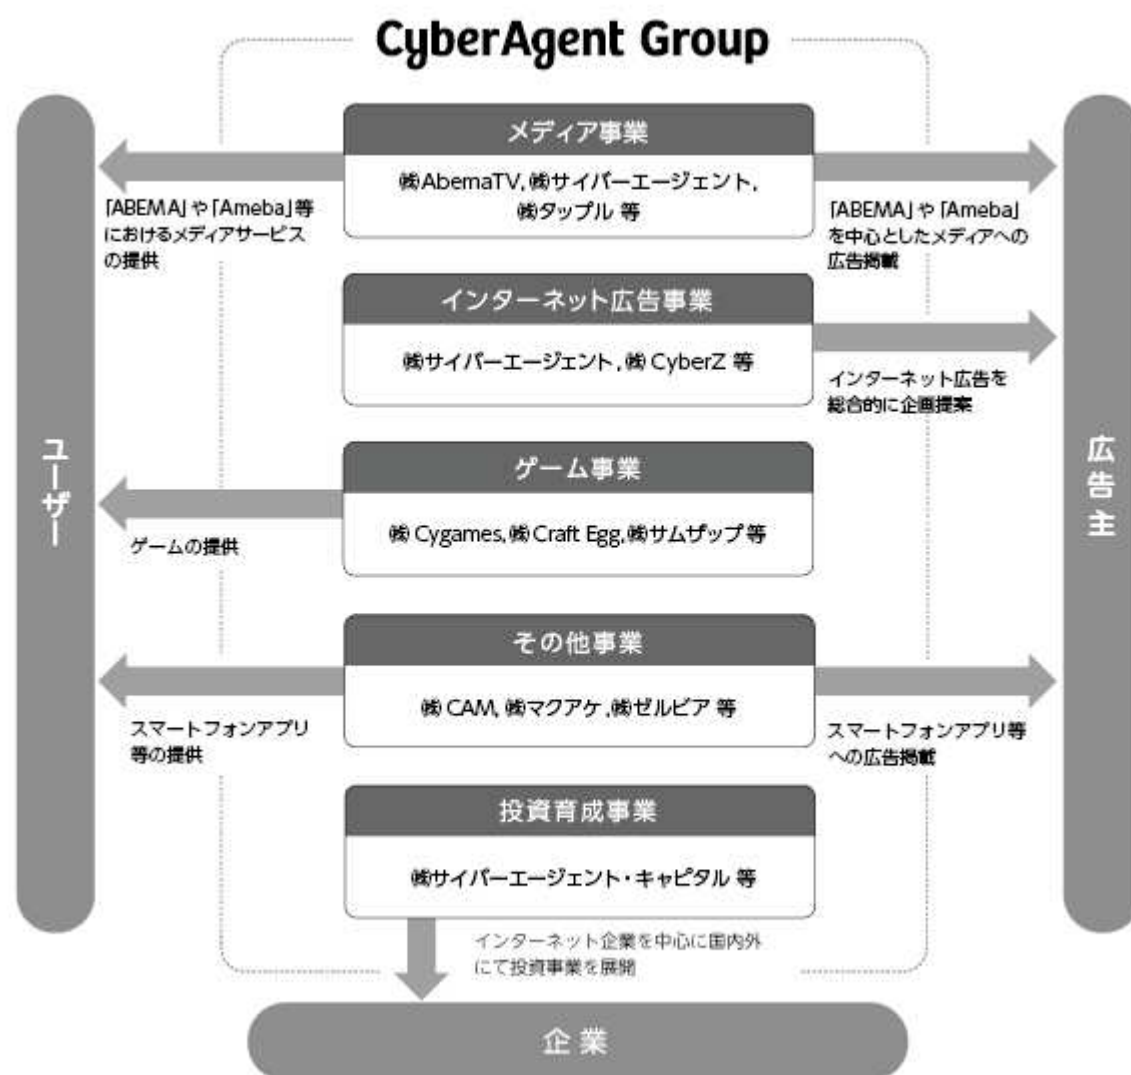 CyberAgent Group
メディア事業
㈱AbemaTV, ㈱サイバーエージェント,
㈱タップル 等
「ABEMA」や「Ameba」等
におけるメディアサービス
の提供
「ABEMA」や「Ameba」
を中心としたメディアへの
広告掲載
インターネット広告事業
㈱サイバーエージェント, ㈱ CyberZ 等
インターネット広告を
総合的に企画提案
ユーザー
広告主
ゲーム事業
㈱ Cygames, ㈱ Craft Egg, ㈱サムザップ 等
ゲームの提供
その他事業
㈱ CAM, ㈱マクアケ, ㈱ゼルビア 等
スマートフォンアプリ
等の提供
スマートフォンアプリ等
への広告掲載
投資育成事業
㈱サイバーエージェント・キャピタル 等
インターネット企業を中心に国内外
にて投資事業を展開
企業